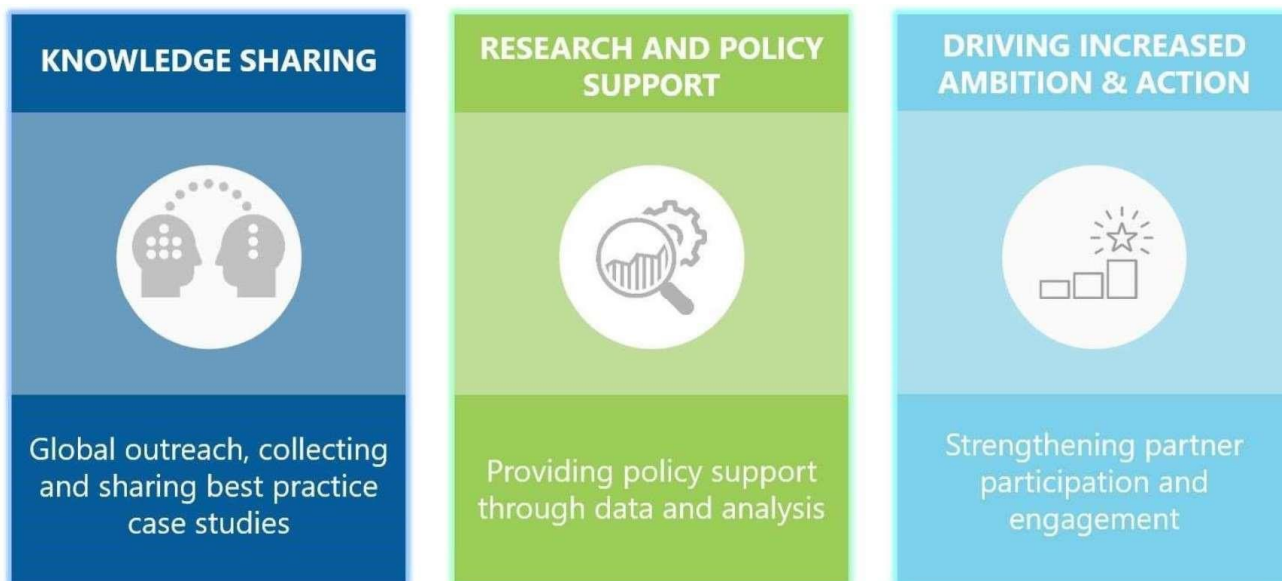 KNOWLEDGE SHARING
Global outreach, collecting
and sharing best practice
case studies
RESEARCH AND POLICY
SUPPORT
Providing policy support
through data and analysis
DRIVING INCREASED
AMBITION & ACTION
Strengthening partner
participation and
engagement